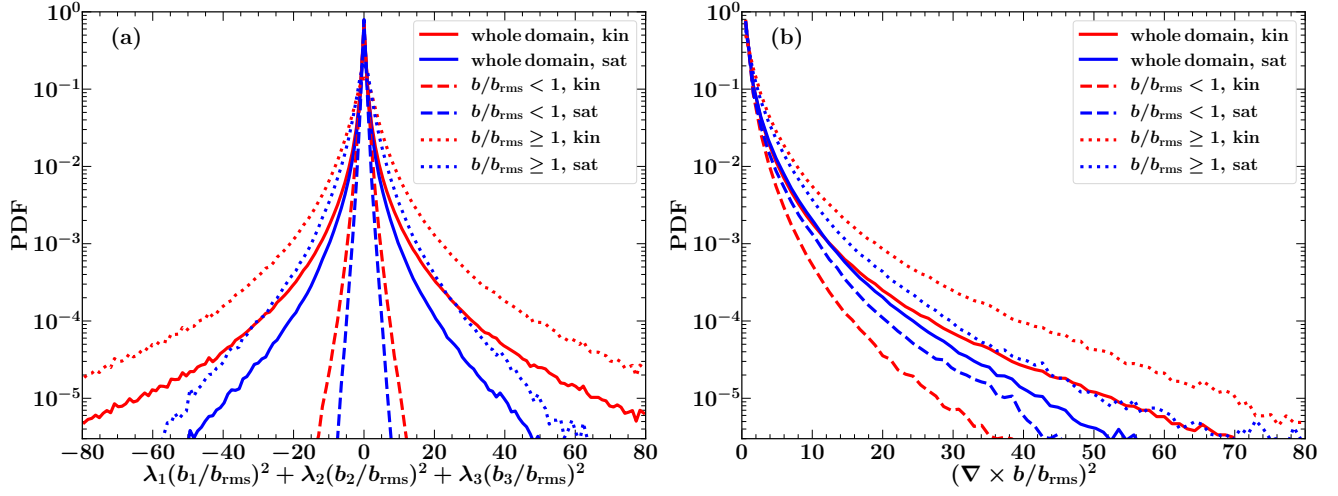 (a)
whole domain, kin
whole domain, sat
b/b_rms < 1, kin
b/b_rms < 1, sat
b/b_rms ≥ 1, kin
b/b_rms ≥ 1, sat
PDF
10^0
10^−1
10^−2
10^−3
10^−4
10^−5
−80 −60 −40 −20 0 20 40 60 80
λ_1(b_1/b_rms)^2 + λ_2(b_2/b_rms)^2 + λ_3(b_3/b_rms)^2
(b)
whole domain, kin
whole domain, sat
b/b_rms < 1, kin
b/b_rms < 1, sat
b/b_rms ≥ 1, kin
b/b_rms ≥ 1, sat
PDF
10^0
10^−1
10^−2
10^−3
10^−4
10^−5
0 10 20 30 40 50 60 70 80
(∇ × b/b_rms)^2